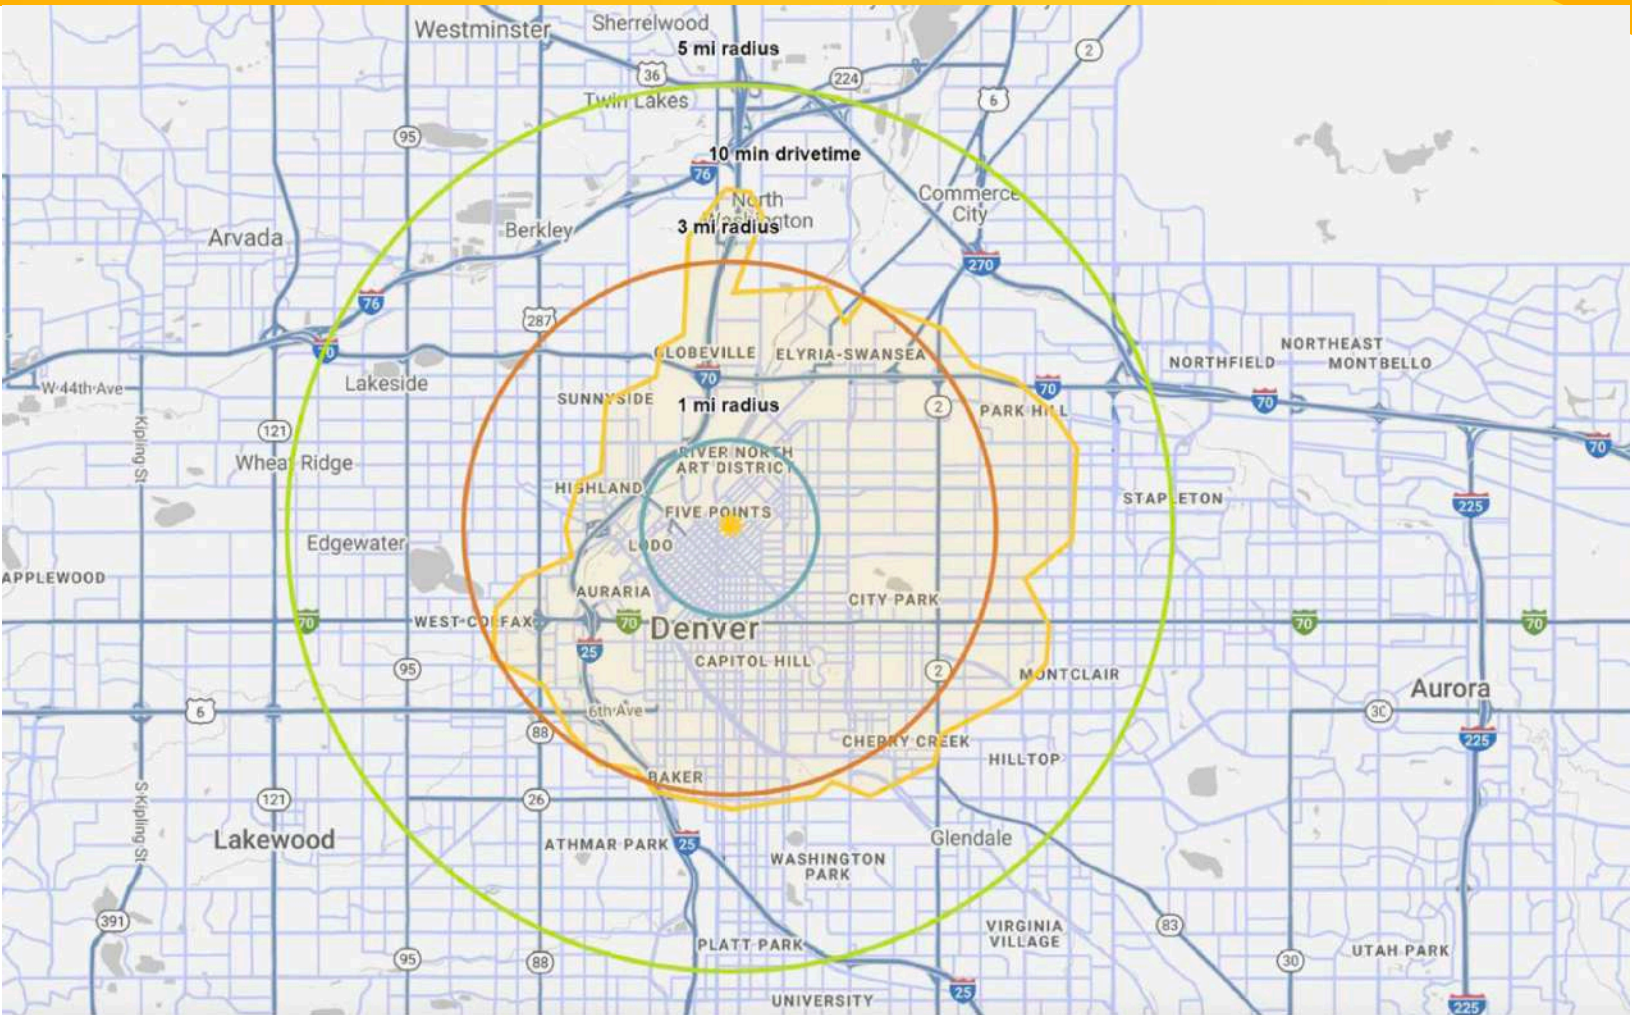 Westminster
Sherrelwood
5 mi radius
2
36
224
6
Twin Lakes
95
10 min drivetime
76
North
Washington
Commerce
City
3 mi radius
Berkley
Arvada
270
76
287
70
NORTHEAST
MONTBELLO
NORTHFIELD
GLOBEVILLE
ELYRIA-SWANSEA
70
W 44th Ave
Lakeside
70
70
SUNNYSIDE
1 mi radius
2
PARK HILL
121
Kipling St
70
RIVER NORTH
ART DISTRICT
Wheat Ridge
HIGHLAND
STAPLETON
225
FIVE POINTS
Edgewater
LODO
APPLEWOOD
AURARIA
CITY PARK
70
WEST COLFAX
70
Denver
70
70
25
CAPITOL HILL
95
2
MONTCLAIR
Aurora
6
6th Ave
30
88
CHERRY CREEK
225
HILLTOP
BAKER
121
26
S Kipling St
Lakewood
ATHMAR PARK
25
Glendale
WASHINGTON
PARK
391
83
VIRGINIA
VILLAGE
PLATT PARK
UTAH PARK
95
88
30
25
UNIVERSITY
225